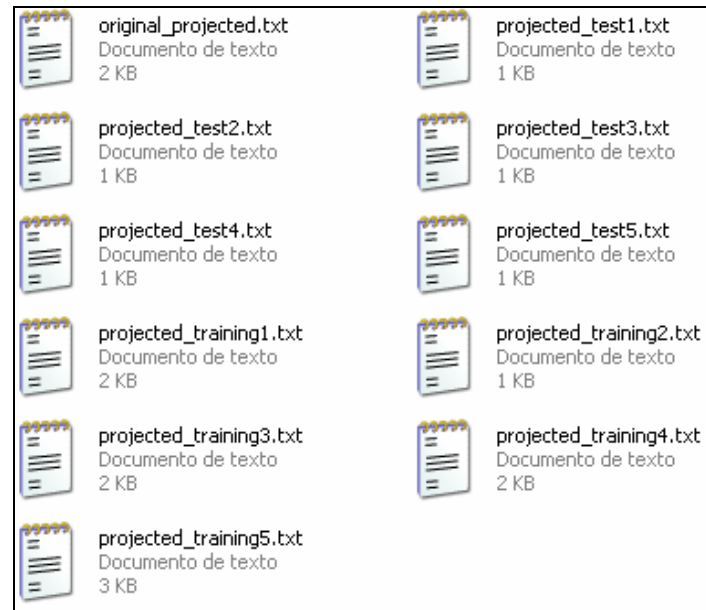 original_projected.txt
Documento de texto
2 KB
projected_test1.txt
Documento de texto
1 KB
projected_test2.txt
Documento de texto
1 KB
projected_test3.txt
Documento de texto
1 KB
projected_test4.txt
Documento de texto
1 KB
projected_test5.txt
Documento de texto
1 KB
projected_training1.txt
Documento de texto
2 KB
projected_training2.txt
Documento de texto
1 KB
projected_training3.txt
Documento de texto
2 KB
projected_training4.txt
Documento de texto
2 KB
projected_training5.txt
Documento de texto
3 KB